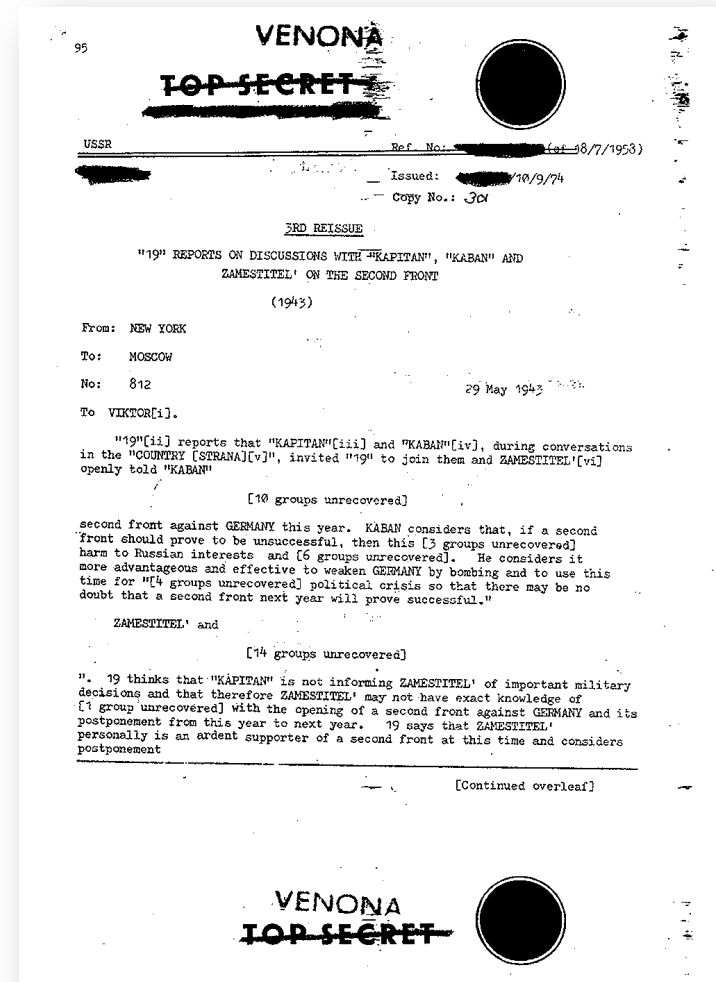 95
VENONA
TOP SECRET
USSR
Ref. No: (of 18/7/1953)
Issued: /10/9/74
Copy No.: 301
3RD REISSUE
"19" REPORTS ON DISCUSSIONS WITH "KAPITAN", "KABAN" AND
ZAMESTITEL' ON THE SECOND FRONT
(1943)
From: NEW YORK
To: MOSCOW
No: 812
29 May 1943
To VIKTOR[i].
"19"[ii] reports that "KAPITAN"[iii] and "KABAN"[iv], during conversations
in the "COUNTRY [STRANA][v]", invited "19" to join them and ZAMESTITEL'[vi]
openly told "KABAN"
[10 groups unrecovered]
second front against GERMANY this year. KABAN considers that, if a second
front should prove to be unsuccessful, then this [3 groups unrecovered]
harm to Russian interests and [6 groups unrecovered]. He considers it
more advantageous and effective to weaken GERMANY by bombing and to use this
time for "[4 groups unrecovered] political crisis so that there may be no
doubt that a second front next year will prove successful."
ZAMESTITEL' and
[14 groups unrecovered]
". 19 thinks that "KAPITAN" is not informing ZAMESTITEL' of important military
decisions and that therefore ZAMESTITEL' may not have exact knowledge of
[1 group unrecovered] with the opening of a second front against GERMANY and its
postponement from this year to next year. 19 says that ZAMESTITEL'
personally is an ardent supporter of a second front at this time and considers
postponement
[Continued overleaf]
VENONA
TOP SECRET